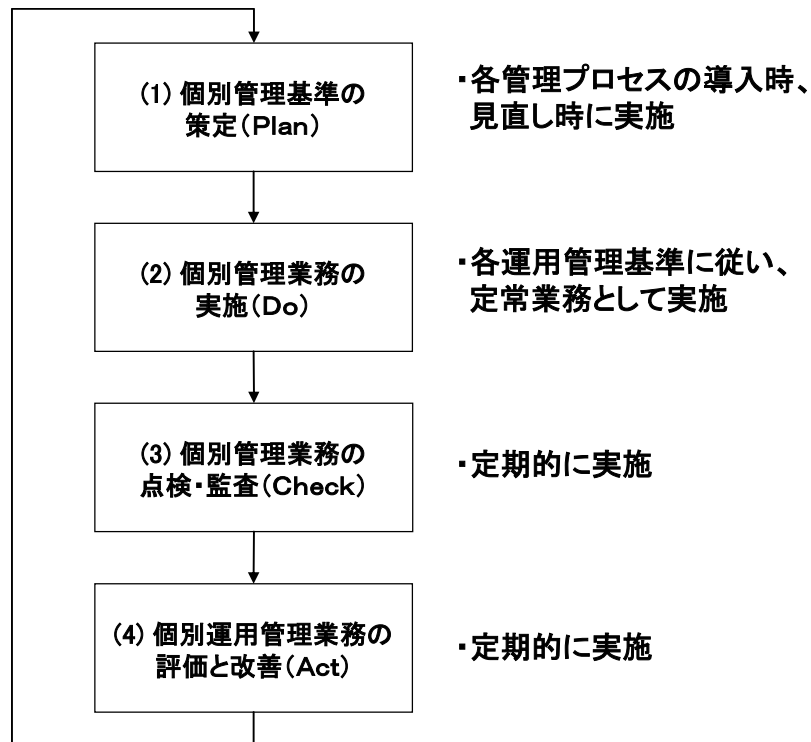 (1) 個別管理基準の
策定(Plan)
・各管理プロセスの導入時、
見直し時に実施
(2) 個別管理業務の
実施(Do)
・各運用管理基準に従い、
定常業務として実施
(3) 個別管理業務の
点検・監査(Check)
・定期的に実施
(4) 個別運用管理業務の
評価と改善(Act)
・定期的に実施